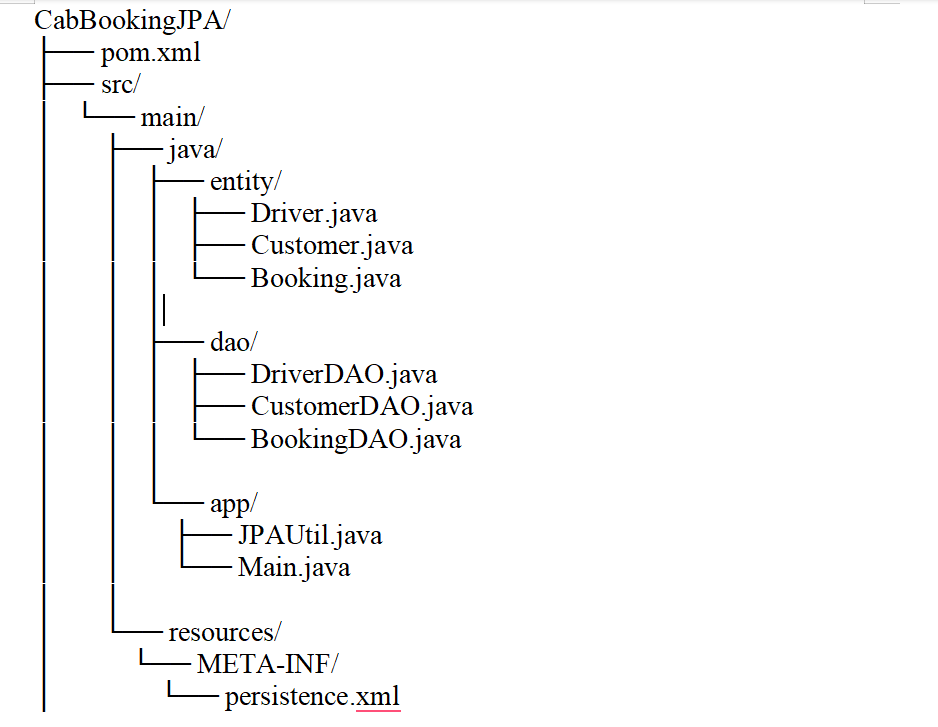 CabBookingJPA/
pom.xml
src/
main/
java/
entity/
Driver.java
Customer.java
Booking.java
dao/
DriverDAO.java
CustomerDAO.java
BookingDAO.java
app/
JPAUtil.java
Main.java
resources/
META-INF/
persistence.xml